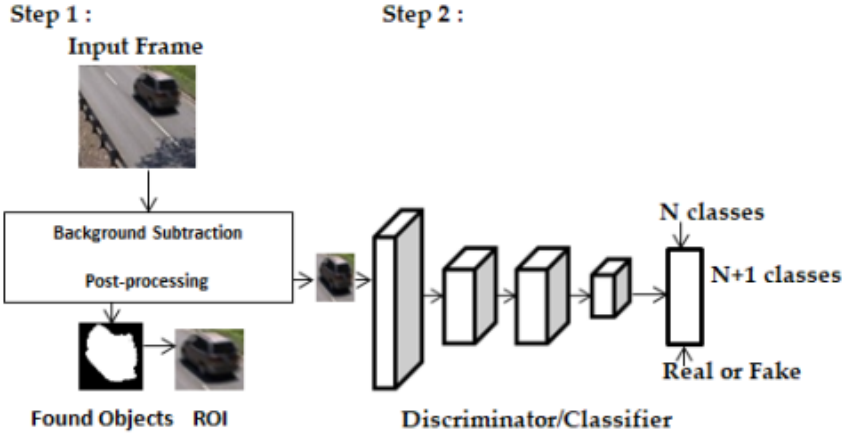 Step 1 :
Step 2 :
Input Frame
Background Subtraction
Post-processing
Found Objects
ROI
N classes
N+1 classes
Real or Fake
Discriminator/Classifier